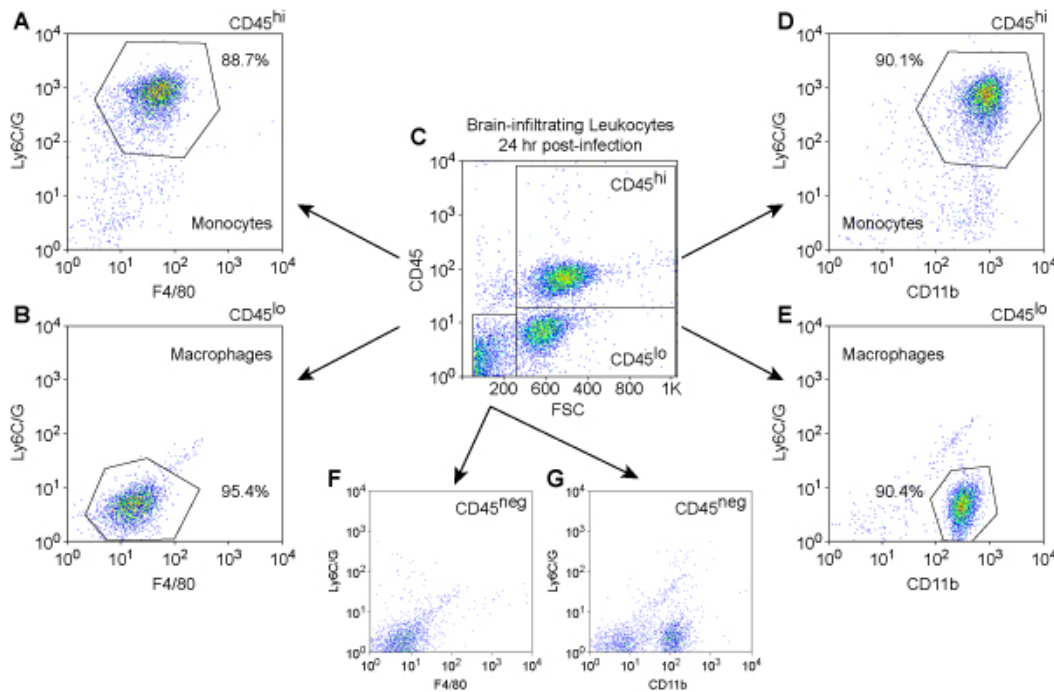 A
CD45hi
88.7%
Monocytes
Ly6C/G
10⁴
10³
10²
10¹
10⁰
10⁰ 10¹ 10² 10³ 10⁴
F4/80
B
CD45lo
Macrophages
95.4%
Ly6C/G
10⁴
10³
10²
10¹
10⁰
10⁰ 10¹ 10² 10³ 10⁴
F4/80
C
Brain-infiltrating Leukocytes
24 hr post-infection
CD45hi
CD45lo
CD45
10⁴
10³
10²
10¹
10⁰
200 600 400 800 1K
FSC
D
CD45hi
90.1%
Monocytes
Ly6C/G
10⁴
10³
10²
10¹
10⁰
10⁰ 10¹ 10² 10³ 10⁴
CD11b
E
CD45lo
Macrophages
90.4%
Ly6C/G
10⁴
10³
10²
10¹
10⁰
10⁰ 10¹ 10² 10³ 10⁴
CD11b
F
CD45neg
Ly6C/G
10⁴
10³
10²
10¹
10⁰
10⁰ 10¹ 10² 10³ 10⁴
F4/80
G
CD45neg
Ly6C/G
10⁴
10³
10²
10¹
10⁰
10⁰ 10¹ 10² 10³ 10⁴
CD11b